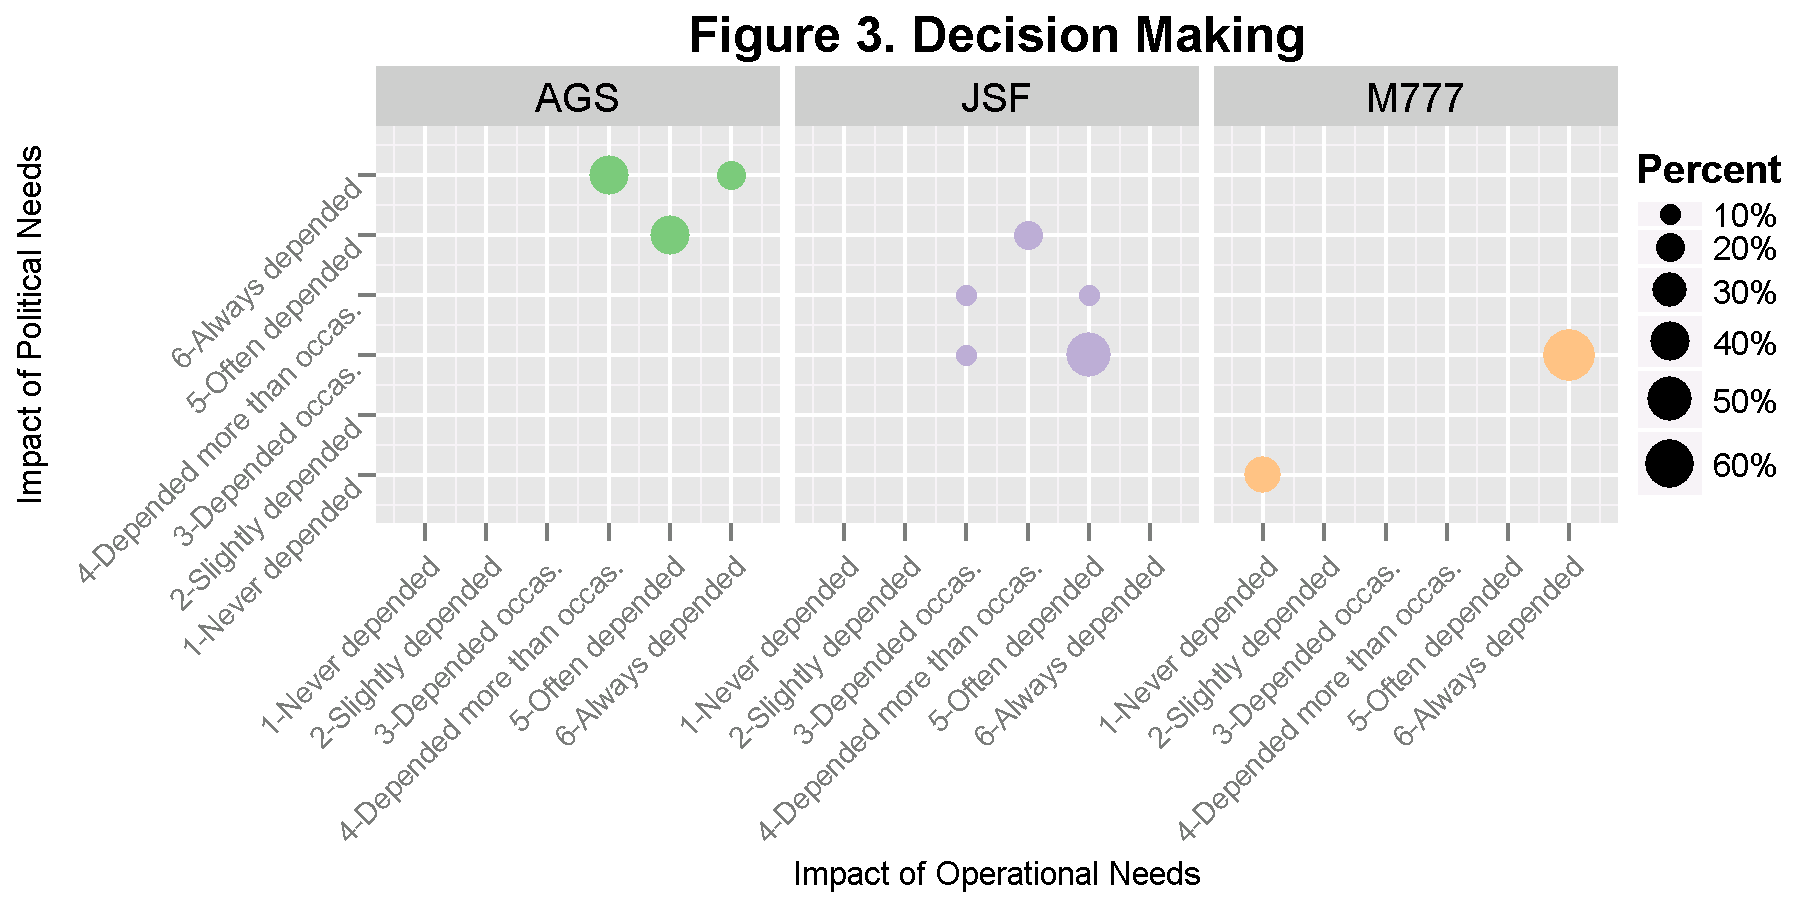 Figure 3. Decision Making
AGS
JSF
M777
Impact of Political Needs
6-Always depended
5-Often depended
4-Depended more than occas.
3-Depended occas.
2-Slightly depended
1-Never depended
1-Never depended
2-Slightly depended
3-Depended occas.
4-Depended more than occas.
5-Often depended
6-Always depended
1-Never depended
2-Slightly depended
3-Depended occas.
4-Depended more than occas.
5-Often depended
6-Always depended
1-Never depended
2-Slightly depended
3-Depended occas.
4-Depended more than occas.
5-Often depended
6-Always depended
Impact of Operational Needs
Percent
10%
20%
30%
40%
50%
60%